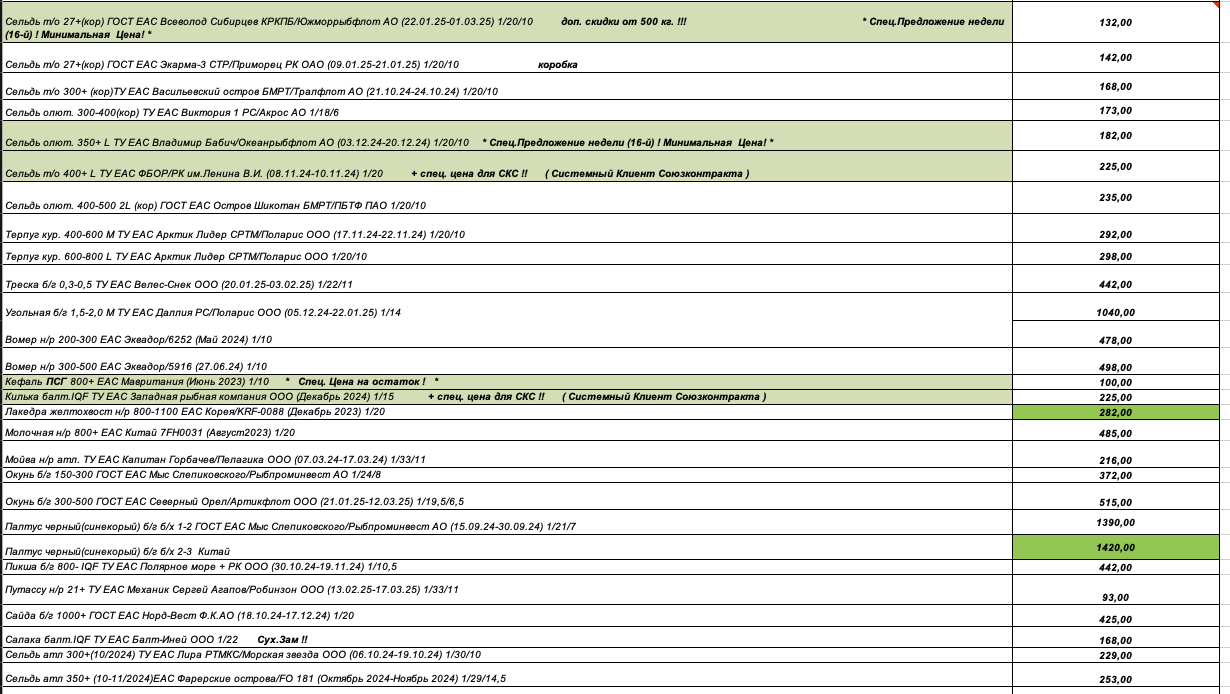 Сельдь т/о 27+(кор) ГОСТ ЕАС Всеволод Сибирцев КРКПБ/Южморрыбфлот АО (22.01.25-01.03.25) 1/20/10 доп. скидки от 500 кг. !!! * Спец.Предложение недели
(16-й) ! Минимальная Цена! * 132,00
Сельдь т/о 27+(кор) ГОСТ ЕАС Экарма-3 СТР/Приморец РК ОАО (09.01.25-21.01.25) 1/20/10 коробка 142,00
Сельдь т/о 300+ (кор)ТУ ЕАС Васильевский остров БМРТ/Тралфлот АО (21.10.24-24.10.24) 1/20/10 168,00
Сельдь олют. 300-400(кор) ТУ ЕАС Виктория 1 РС/Акрос АО 1/18/6 173,00
Сельдь олют. 350+ L ТУ ЕАС Владимир Бабич/Океанрыбфлот АО (03.12.24-20.12.24) 1/20/10 * Спец.Предложение недели (16-й) ! Минимальная Цена! * 182,00
Сельдь т/о 400+ L ТУ ЕАС ФБОР/РК им.Ленина В.И. (08.11.24-10.11.24) 1/20 + спец. цена для СКС !! ( Системный Клиент Союзконтракта ) 225,00
Сельдь олют. 400-500 2L (кор) ГОСТ ЕАС Остров Шикотан БМРТ/ПБТФ ПАО 1/20/10 235,00
Терпуг кур. 400-600 М ТУ ЕАС Арктик Лидер СРТМ/Поларис ООО (17.11.24-22.11.24) 1/20/10 292,00
Терпуг кур. 600-800 L ТУ ЕАС Арктик Лидер СРТМ/Поларис ООО 1/20/10 298,00
Треска б/г 0,3-0,5 ТУ ЕАС Велес-Снек ООО (20.01.25-03.02.25) 1/22/11 442,00
Угольная б/г 1,5-2,0 М ТУ ЕАС Даллия РС/Поларис ООО (05.12.24-22.01.25) 1/14 1040,00
Вомер н/р 200-300 ЕАС Эквадор/6252 (Май 2024) 1/10 478,00
Вомер н/р 300-500 ЕАС Эквадор/5916 (27.06.24) 1/10 498,00
Кефаль ПСГ 800+ ЕАС Мавритания (Июнь 2023) 1/10 * Спец. Цена на остаток ! * 100,00
Килька балт.IQF ТУ ЕАС Западная рыбная компания ООО (Декабрь 2024) 1/15 + спец. цена для СКС !! ( Системный Клиент Союзконтракта ) 225,00
Лакедра желтохвост н/р 800-1100 ЕАС Корея/KRF-0088 (Декабрь 2023) 1/20 282,00
Молочная н/р 800+ ЕАС Китай 7FH0031 (Август2023) 1/20 485,00
Мойва н/р атл. ТУ ЕАС Капитан Горбачев/Пелагика ООО (07.03.24-17.03.24) 1/33/11 216,00
Окунь б/г 150-300 ГОСТ ЕАС Мыс Слепиковского/Рыбпроминвест АО 1/24/8 372,00
Окунь б/г 300-500 ГОСТ ЕАС Северный Орел/Артикфлот ООО (21.01.25-12.03.25) 1/19,5/6,5 515,00
Палтус черный(синекорый) б/г б/х 1-2 ГОСТ ЕАС Мыс Слепиковского/Рыбпроминвест АО (15.09.24-30.09.24) 1/21/7 1390,00
Палтус черный(синекорый) б/г б/х 2-3 Китай 1420,00
Пикша б/г 800- IQF ТУ ЕАС Полярное море + РК ООО (30.10.24-19.11.24) 1/10,5 442,00
Путассу н/р 21+ ТУ ЕАС Механик Сергей Агапов/Робинзон ООО (13.02.25-17.03.25) 1/33/11 93,00
Сайда б/г 1000+ ГОСТ ЕАС Норд-Вест Ф.К.АО (18.10.24-17.12.24) 1/20 425,00
Салака балт.IQF ТУ ЕАС Балт-Иней ООО 1/22 Сух.Зам !! 168,00
Сельдь атл 300+(10/2024) ТУ ЕАС Лира РТМКС/Морская звезда ООО (06.10.24-19.10.24) 1/30/10 229,00
Сельдь атл 350+ (10-11/2024)ЕАС Фарерские острова/FO 181 (Октябрь 2024-Ноябрь 2024) 1/29/14,5 253,00